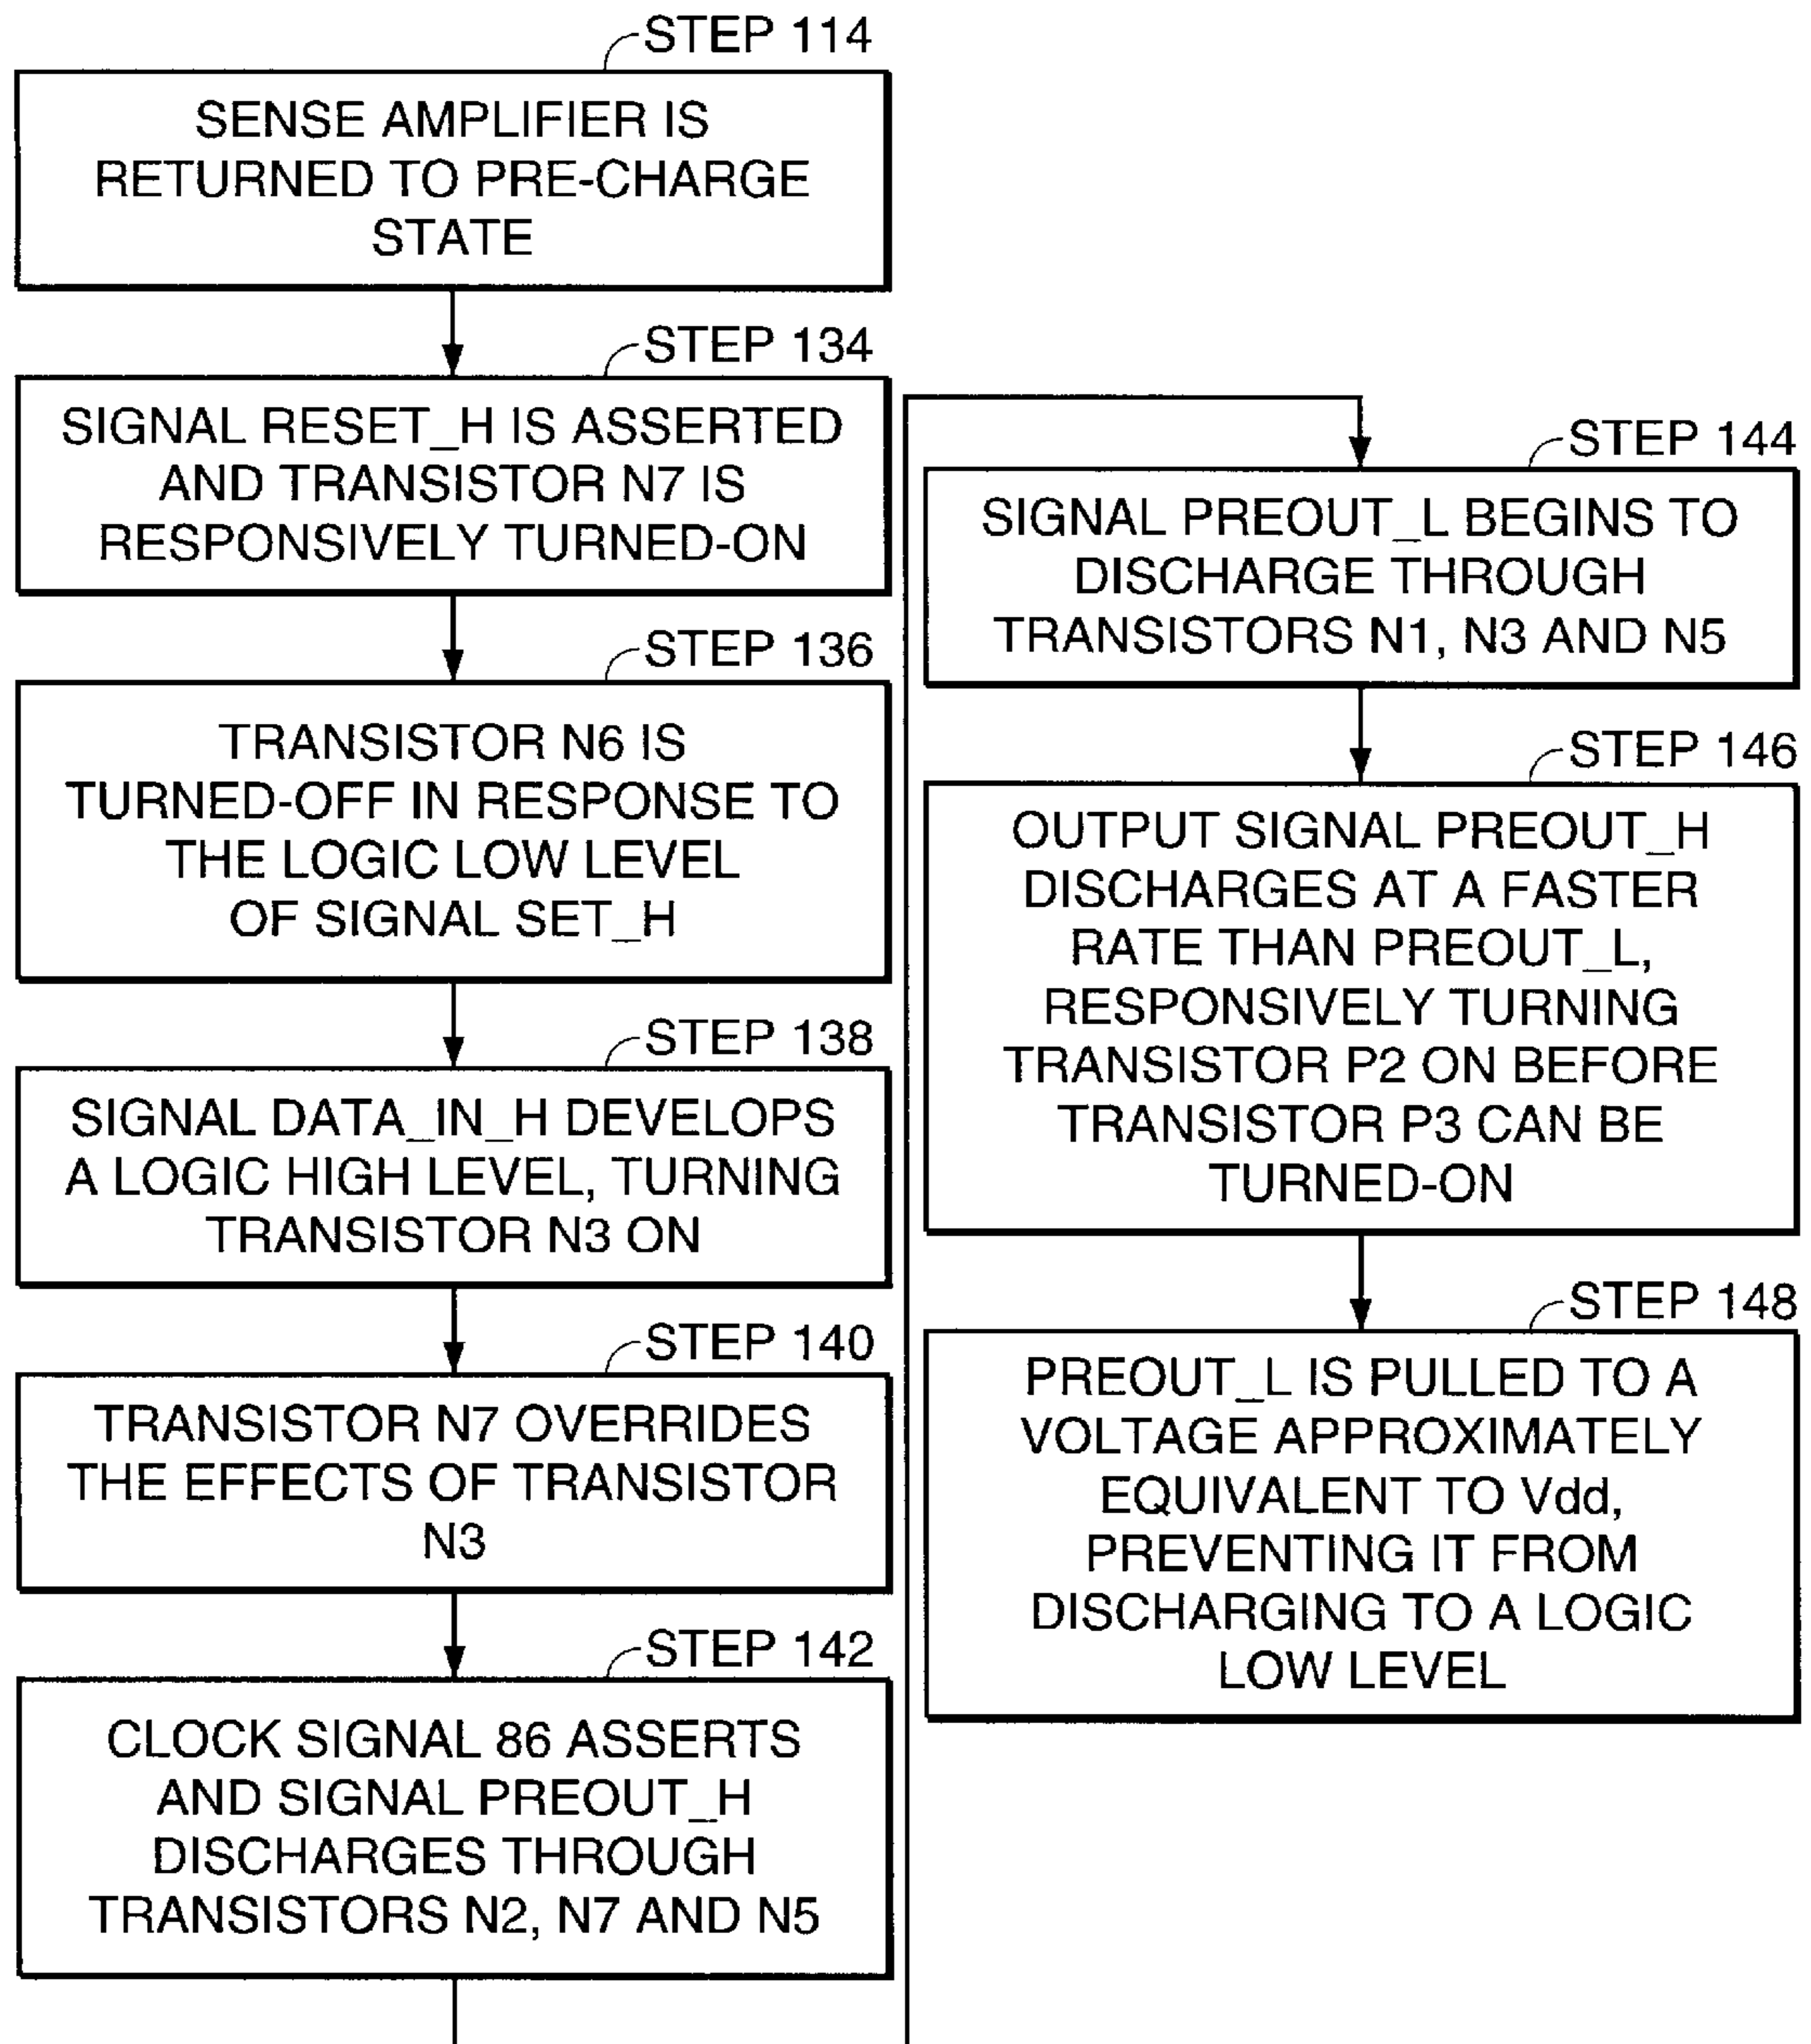 STEP 114
SENSE AMPLIFIER IS
RETURNED TO PRE-CHARGE
STATE
STEP 134
SIGNAL RESET_H IS ASSERTED
AND TRANSISTOR N7 IS
RESPONSIVELY TURNED-ON
STEP 136
TRANSISTOR N6 IS
TURNED-OFF IN RESPONSE TO
THE LOGIC LOW LEVEL
OF SIGNAL SET_H
STEP 138
SIGNAL DATA_IN_H DEVELOPS
A LOGIC HIGH LEVEL, TURNING
TRANSISTOR N3 ON
STEP 140
TRANSISTOR N7 OVERRIDES
THE EFFECTS OF TRANSISTOR
N3
STEP 142
CLOCK SIGNAL 86 ASSERTS
AND SIGNAL PREOUT_H
DISCHARGES THROUGH
TRANSISTORS N2, N7 AND N5
STEP 144
SIGNAL PREOUT_L BEGINS TO
DISCHARGE THROUGH
TRANSISTORS N1, N3 AND N5
STEP 146
OUTPUT SIGNAL PREOUT_H
DISCHARGES AT A FASTER
RATE THAN PREOUT_L,
RESPONSIVELY TURNING
TRANSISTOR P2 ON BEFORE
TRANSISTOR P3 CAN BE
TURNED-ON
STEP 148
PREOUT_L IS PULLED TO A
VOLTAGE APPROXIMATELY
EQUIVALENT TO Vdd,
PREVENTING IT FROM
DISCHARGING TO A LOGIC
LOW LEVEL